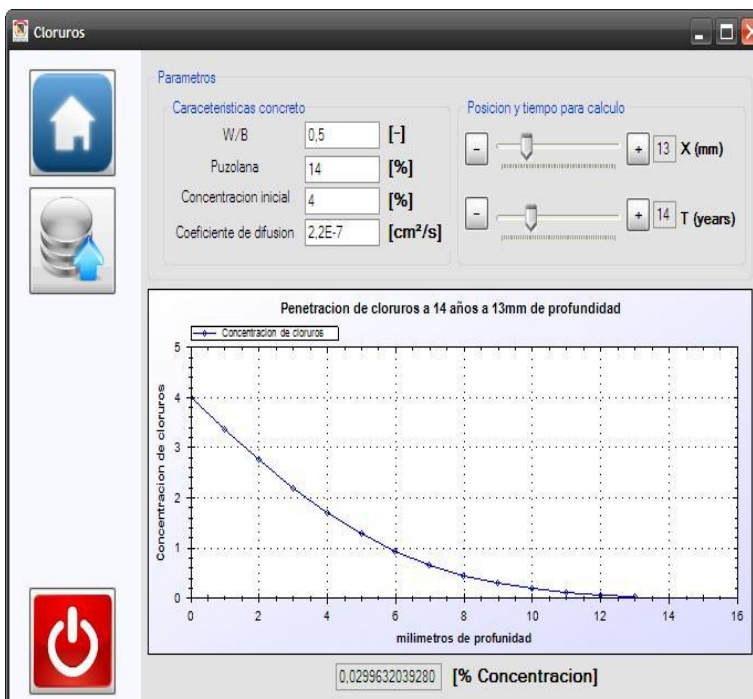 Cloruros
Parametros
Caraceteristicas concreto
W/B 0,5 [-]
Puzolana 14 [%]
Concentracion inicial 4 [%]
Coeficiente de difusion 2,2E-7 [cm²/s]
Posicion y tiempo para calculo
- + 13 X (mm)
- + 14 T (years)
Penetracion de cloruros a 14 años a 13mm de profundidad
Concentracion de cloruros
Concentracion de cloruros
5
4
3
2
1
0
0 2 4 6 8 10 12 14 16
milimetros de profunidad
0,0299632039280 [% Concentracion]